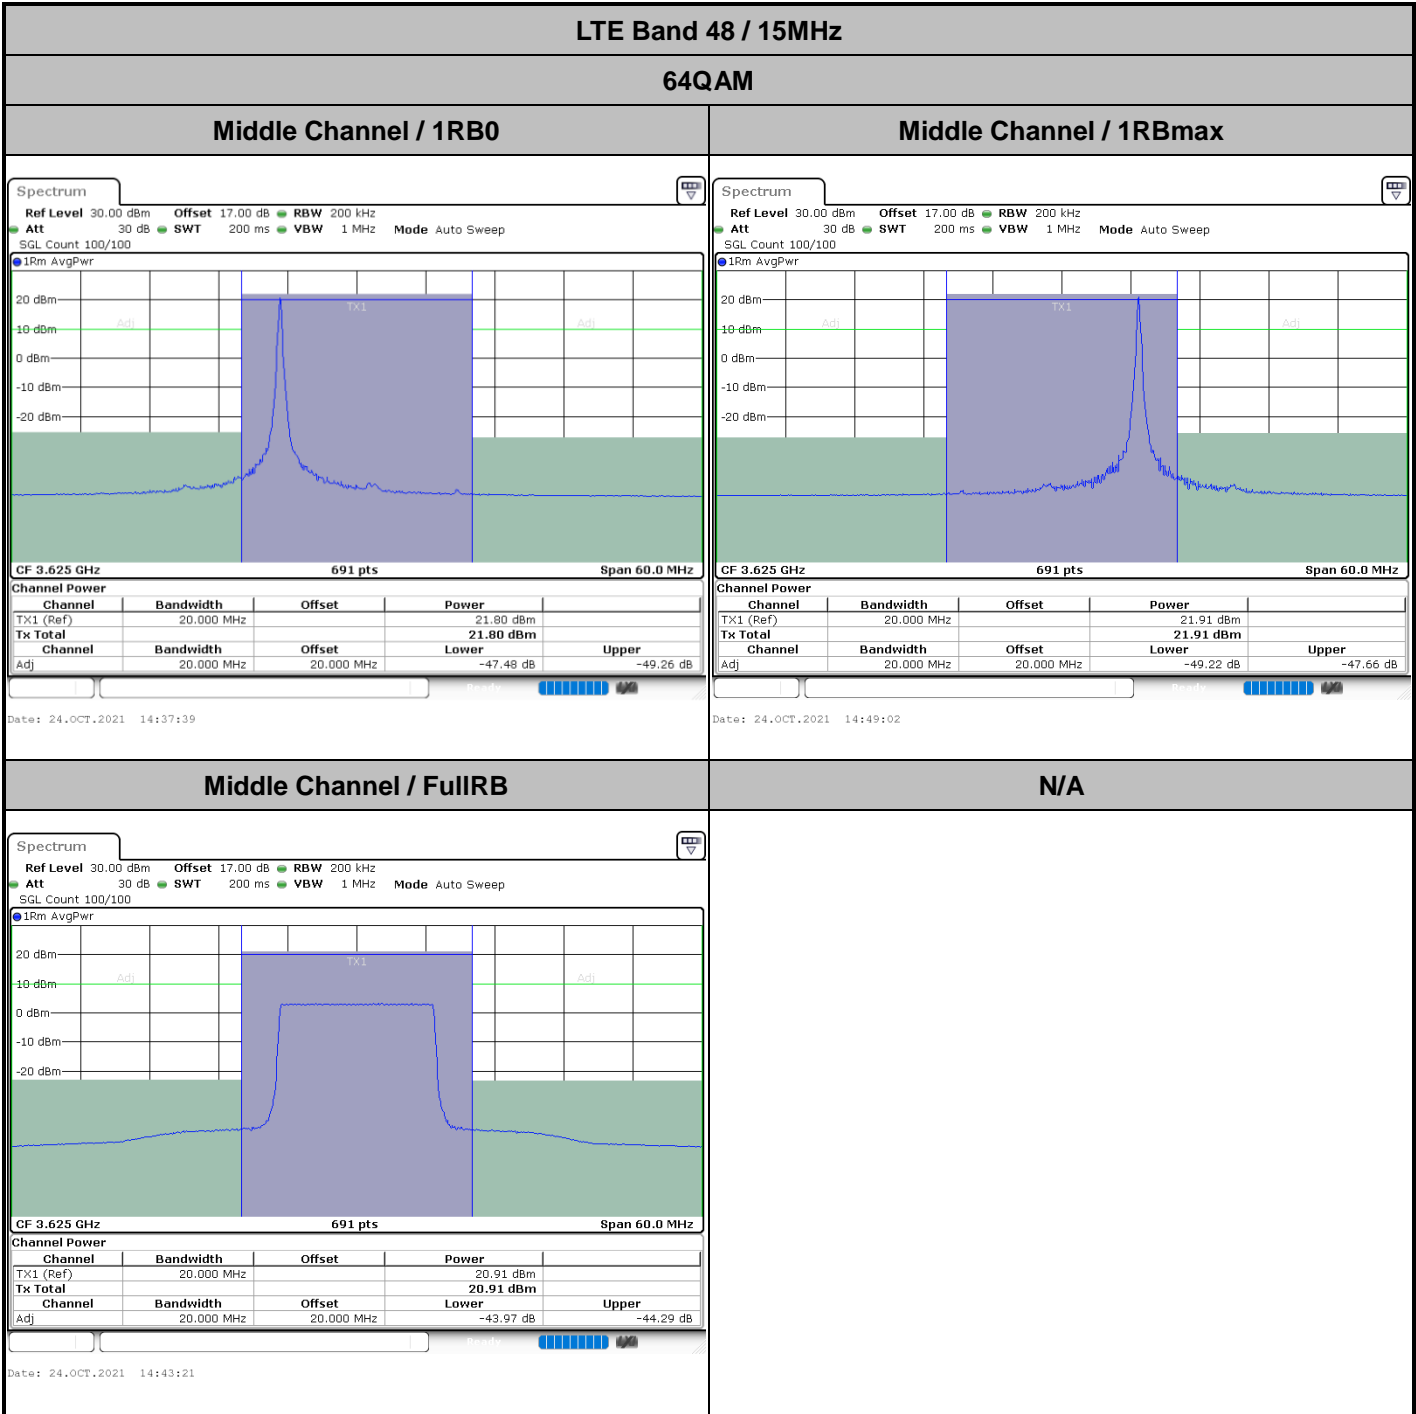 LTE Band 48 / 15MHz
64QAM
Middle Channel / 1RB0
Middle Channel / 1RBmax
Spectrum
Ref Level 30.00 dBm Offset 17.00 dB RBW 200 kHz
Att 30 dB SWT 200 ms VBW 1 MHz Mode Auto Sweep
SGL Count 100/100
1Rm AvgPwr
TX1
Adj
Adj
20 dBm
10 dBm
0 dBm
-10 dBm
-20 dBm
CF 3.625 GHz 691 pts Span 60.0 MHz
Channel Power
Channel Bandwidth Offset Power
TX1 (Ref) 20.000 MHz 21.80 dBm
Tx Total 21.80 dBm
Channel Bandwidth Offset Lower Upper
Adj 20.000 MHz 20.000 MHz -47.48 dB -49.26 dB
Ready
Date: 24.OCT.2021 14:37:39
Spectrum
Ref Level 30.00 dBm Offset 17.00 dB RBW 200 kHz
Att 30 dB SWT 200 ms VBW 1 MHz Mode Auto Sweep
SGL Count 100/100
1Rm AvgPwr
TX1
Adj
Adj
20 dBm
10 dBm
0 dBm
-10 dBm
-20 dBm
CF 3.625 GHz 691 pts Span 60.0 MHz
Channel Power
Channel Bandwidth Offset Power
TX1 (Ref) 20.000 MHz 21.91 dBm
Tx Total 21.91 dBm
Channel Bandwidth Offset Lower Upper
Adj 20.000 MHz 20.000 MHz -49.22 dB -47.66 dB
Ready
Date: 24.OCT.2021 14:49:02
Middle Channel / FullRB
N/A
Spectrum
Ref Level 30.00 dBm Offset 17.00 dB RBW 200 kHz
Att 30 dB SWT 200 ms VBW 1 MHz Mode Auto Sweep
SGL Count 100/100
1Rm AvgPwr
TX1
Adj
Adj
20 dBm
10 dBm
0 dBm
-10 dBm
-20 dBm
CF 3.625 GHz 691 pts Span 60.0 MHz
Channel Power
Channel Bandwidth Offset Power
TX1 (Ref) 20.000 MHz 20.91 dBm
Tx Total 20.91 dBm
Channel Bandwidth Offset Lower Upper
Adj 20.000 MHz 20.000 MHz -43.97 dB -44.29 dB
Ready
Date: 24.OCT.2021 14:43:21